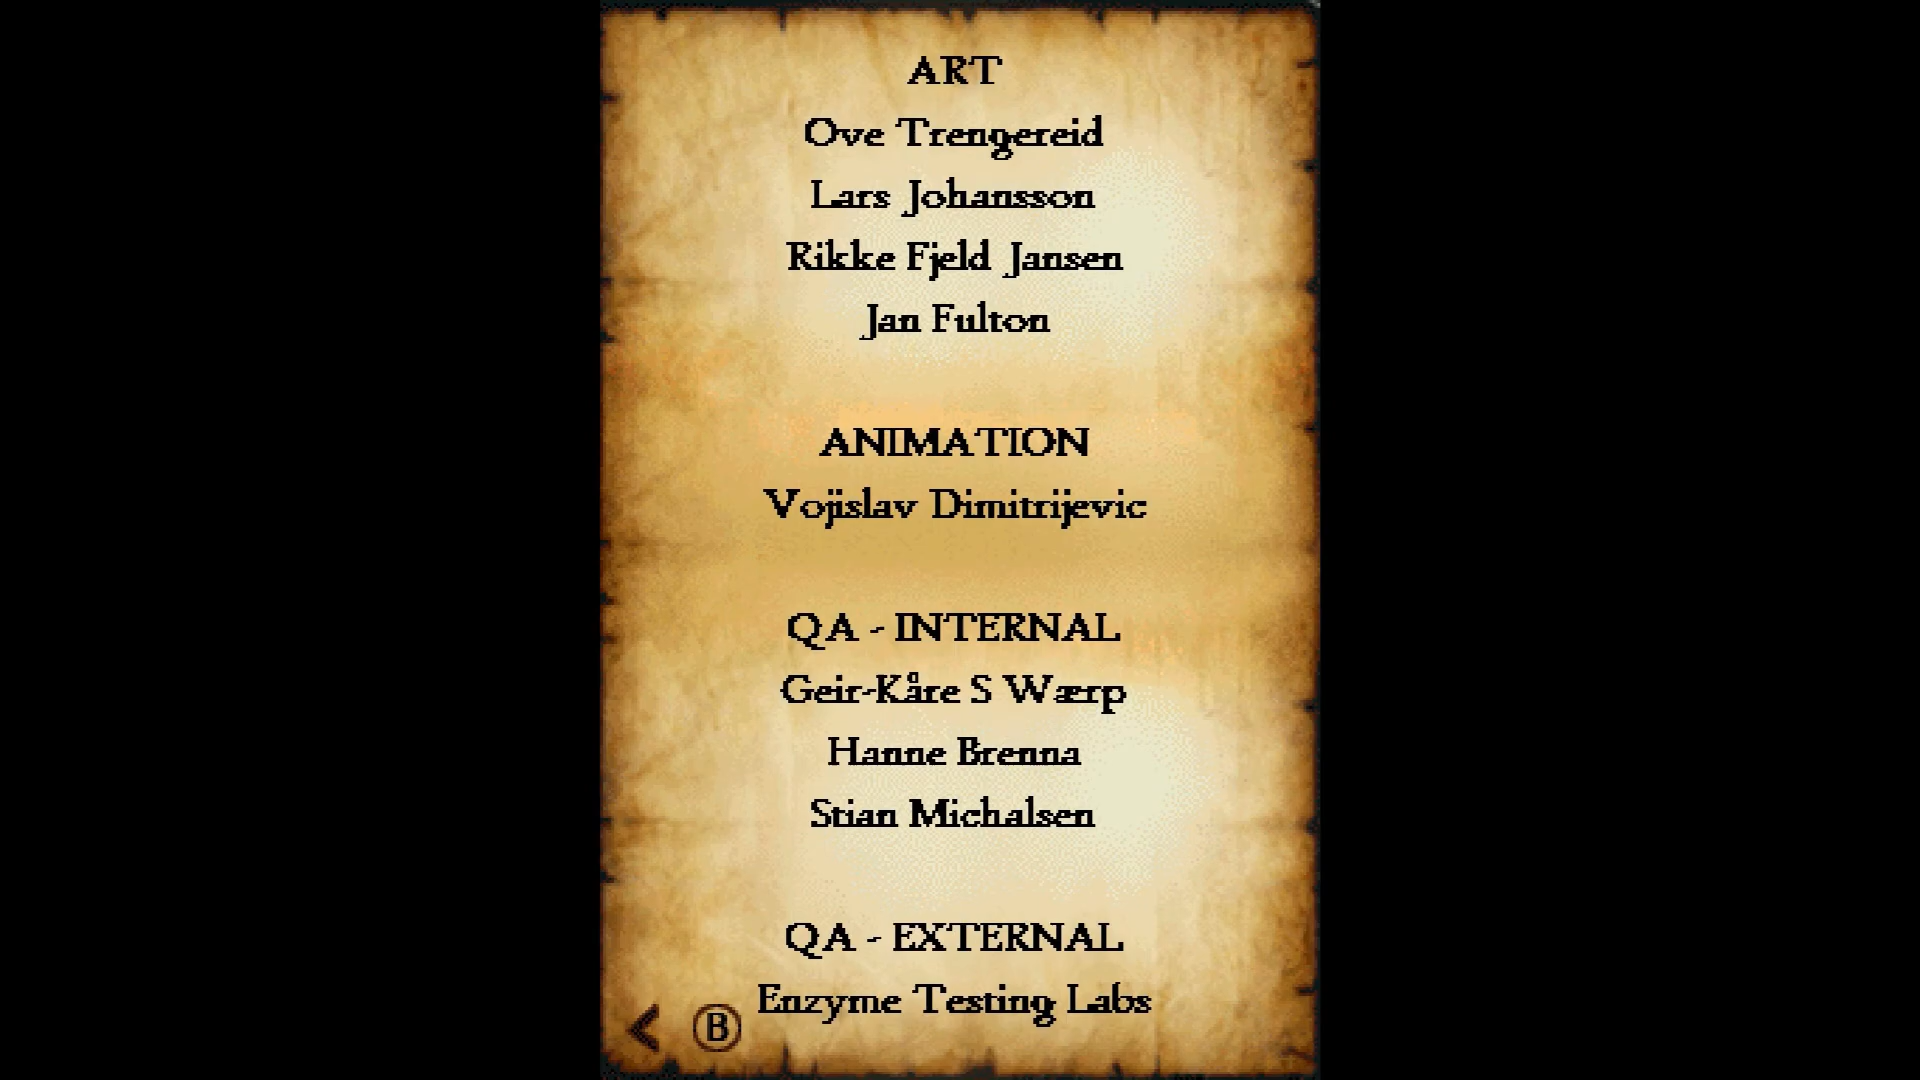 ART
Ove Trengereid
Lars Johansson
Rikke Fjeld Jansen
Jan Fulton
ANIMATION
Vojislav Dimitrijevic
QA - INTERNAL
Geir-Kåre S Wærp
Hanne Brenna
Stian Michalsen
QA - EXTERNAL
Enzyme Testing Labs
< B